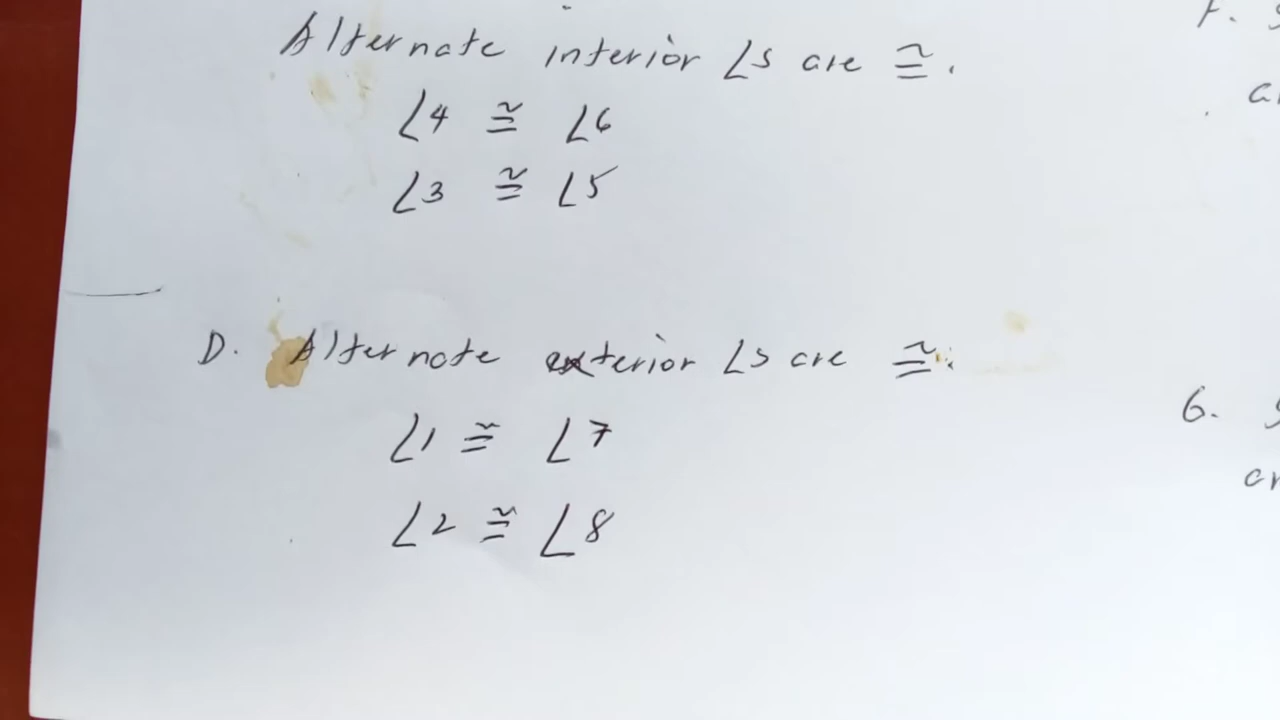 Alternate interior ∠s are ≅.
∠4 ≅ ∠6
∠3 ≅ ∠5
D. Alternate exterior ∠s are ≅.
∠1 ≅ ∠7
∠2 ≅ ∠8
6.